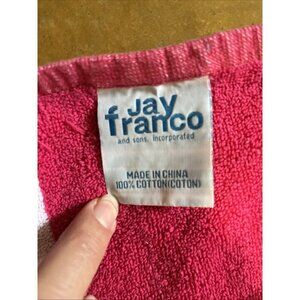 Jay
franco
and sons, incorporated
MADE IN CHINA
100% COTTON(COTON)